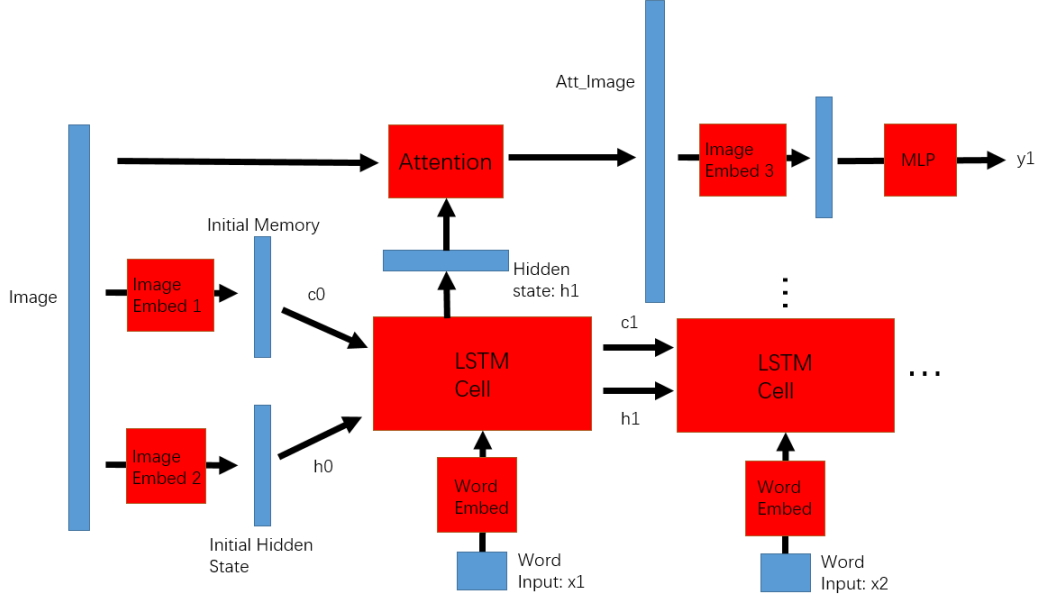 Att_Image
Image
Embed 3
MLP
y1
Attention
Initial Memory
Hidden
state: h1
Image
Image
Embed 1
c0
LSTM
Cell
c1
h1
LSTM
Cell
...
Image
Embed 2
h0
Initial Hidden
State
Word
Embed
Word
Embed
Word
Input: x1
Word
Input: x2